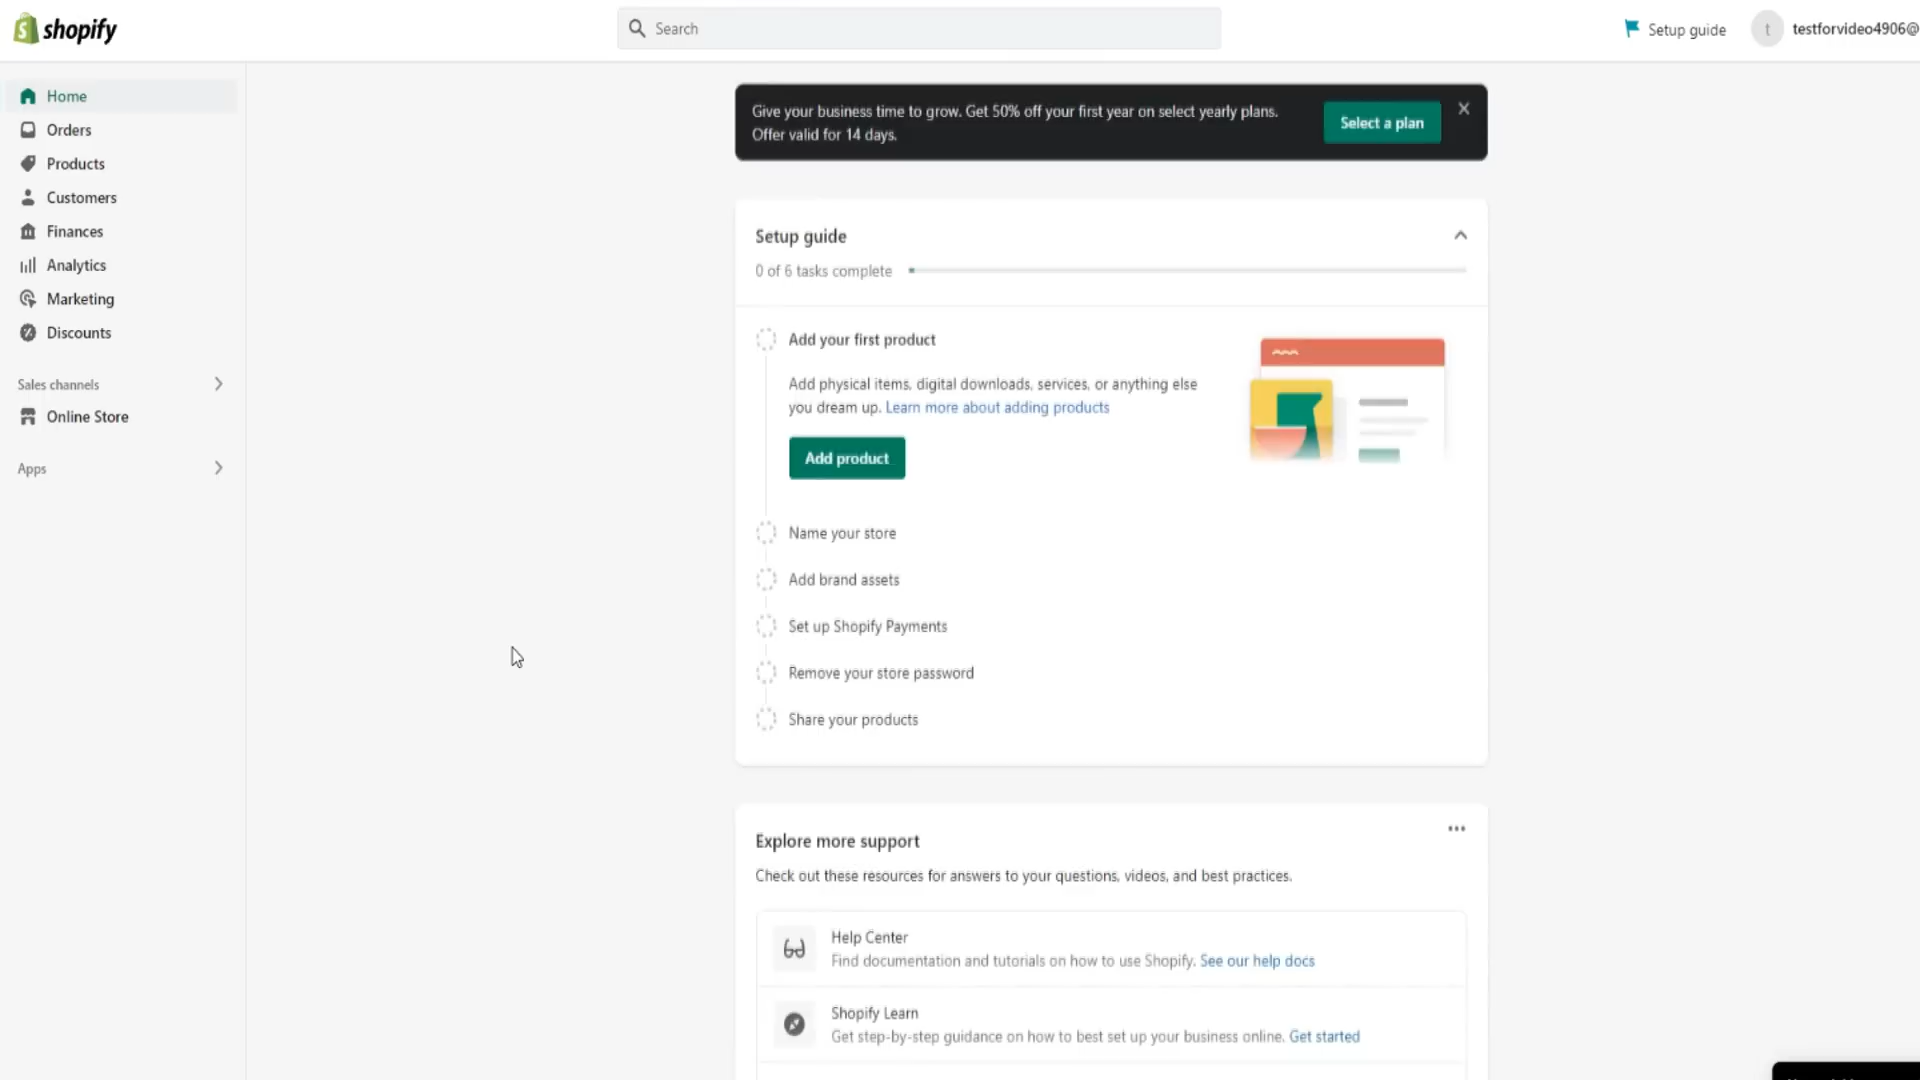 shopify
Search
Setup guide
t
testforvideo4906@
Home
Orders
Products
Customers
Finances
Analytics
Marketing
Discounts
Sales channels
Online Store
Apps
Give your business time to grow. Get 50% off your first year on select yearly plans.
Offer valid for 14 days.
Select a plan
Setup guide
0 of 6 tasks complete
Add your first product
Add physical items, digital downloads, services, or anything else
you dream up. Learn more about adding products
Add product
Name your store
Add brand assets
Set up Shopify Payments
Remove your store password
Share your products
Explore more support
Check out these resources for answers to your questions, videos, and best practices.
Help Center
Find documentation and tutorials on how to use Shopify. See our help docs
Shopify Learn
Get step-by-step guidance on how to best set up your business online. Get started